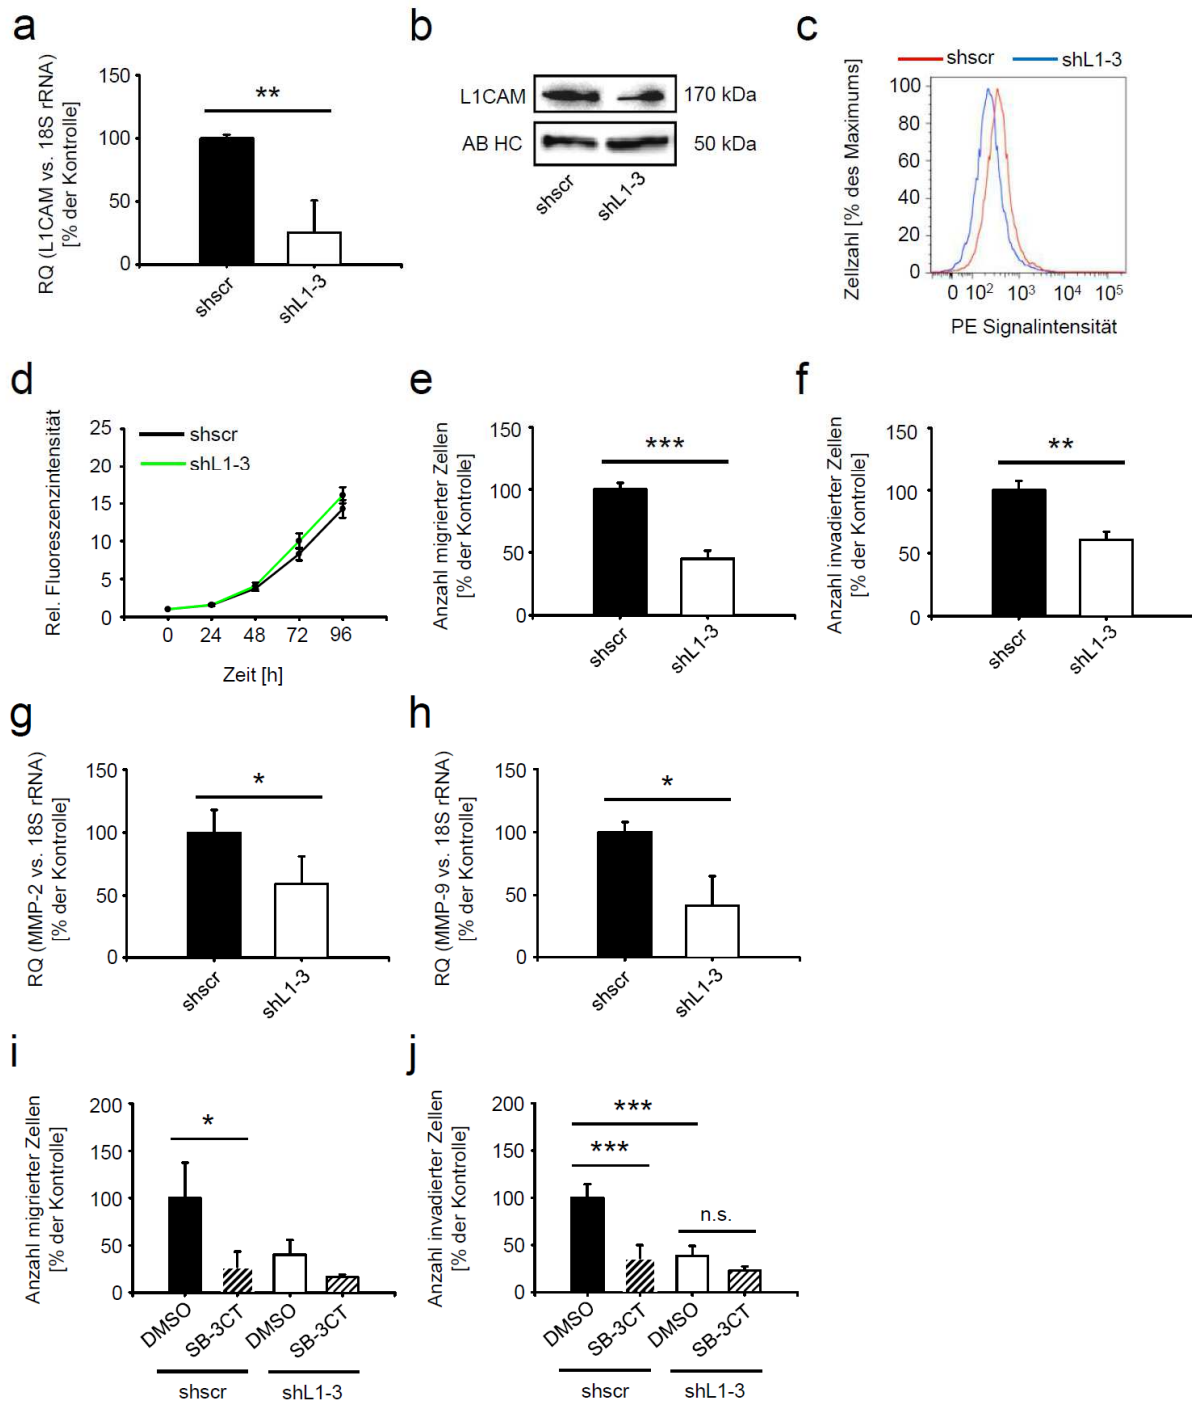 a
RQ (L1CAM vs. 18S rRNA)
[% der Kontrolle]
150
100
50
0
**
shscr
shL1-3
b
L1CAM
170 kDa
AB HC
50 kDa
shscr
shL1-3
c
shscr
shL1-3
Zellzahl [% des Maximums]
100
80
60
40
20
0
0 10² 10³ 10⁴ 10⁵
PE Signalintensität
d
Rel. Fluoreszenzintensität
25
20
15
10
5
0
shscr
shL1-3
0 24 48 72 96
Zeit [h]
e
Anzahl migrierter Zellen
[% der Kontrolle]
150
100
50
0
***
shscr
shL1-3
f
Anzahl invadierter Zellen
[% der Kontrolle]
150
100
50
0
**
shscr
shL1-3
g
RQ (MMP-2 vs. 18S rRNA)
[% der Kontrolle]
150
100
50
0
*
shscr
shL1-3
h
RQ (MMP-9 vs. 18S rRNA)
[% der Kontrolle]
150
100
50
0
*
shscr
shL1-3
i
Anzahl migrierter Zellen
[% der Kontrolle]
200
150
100
50
0
*
DMSO
SB-3CT
DMSO
SB-3CT
shscr
shL1-3
j
Anzahl invadierter Zellen
[% der Kontrolle]
200
150
100
50
0
***
***
n.s.
DMSO
SB-3CT
DMSO
SB-3CT
shscr
shL1-3